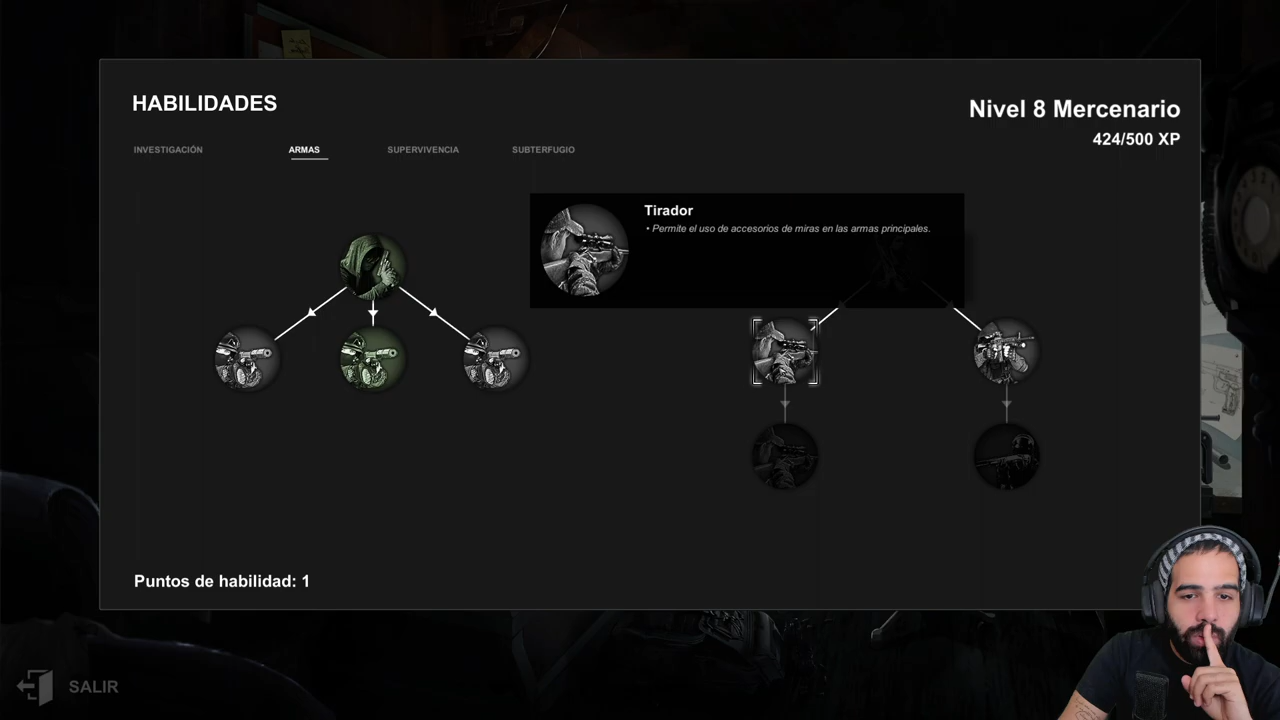 HABILIDADES
Nivel 8 Mercenario
424/500 XP
INVESTIGACIÓN
ARMAS
SUPERVIVENCIA
SUBTERFUGIO
Tirador
• Permite el uso de accesorios de miras en las armas principales.
Puntos de habilidad: 1
SALIR